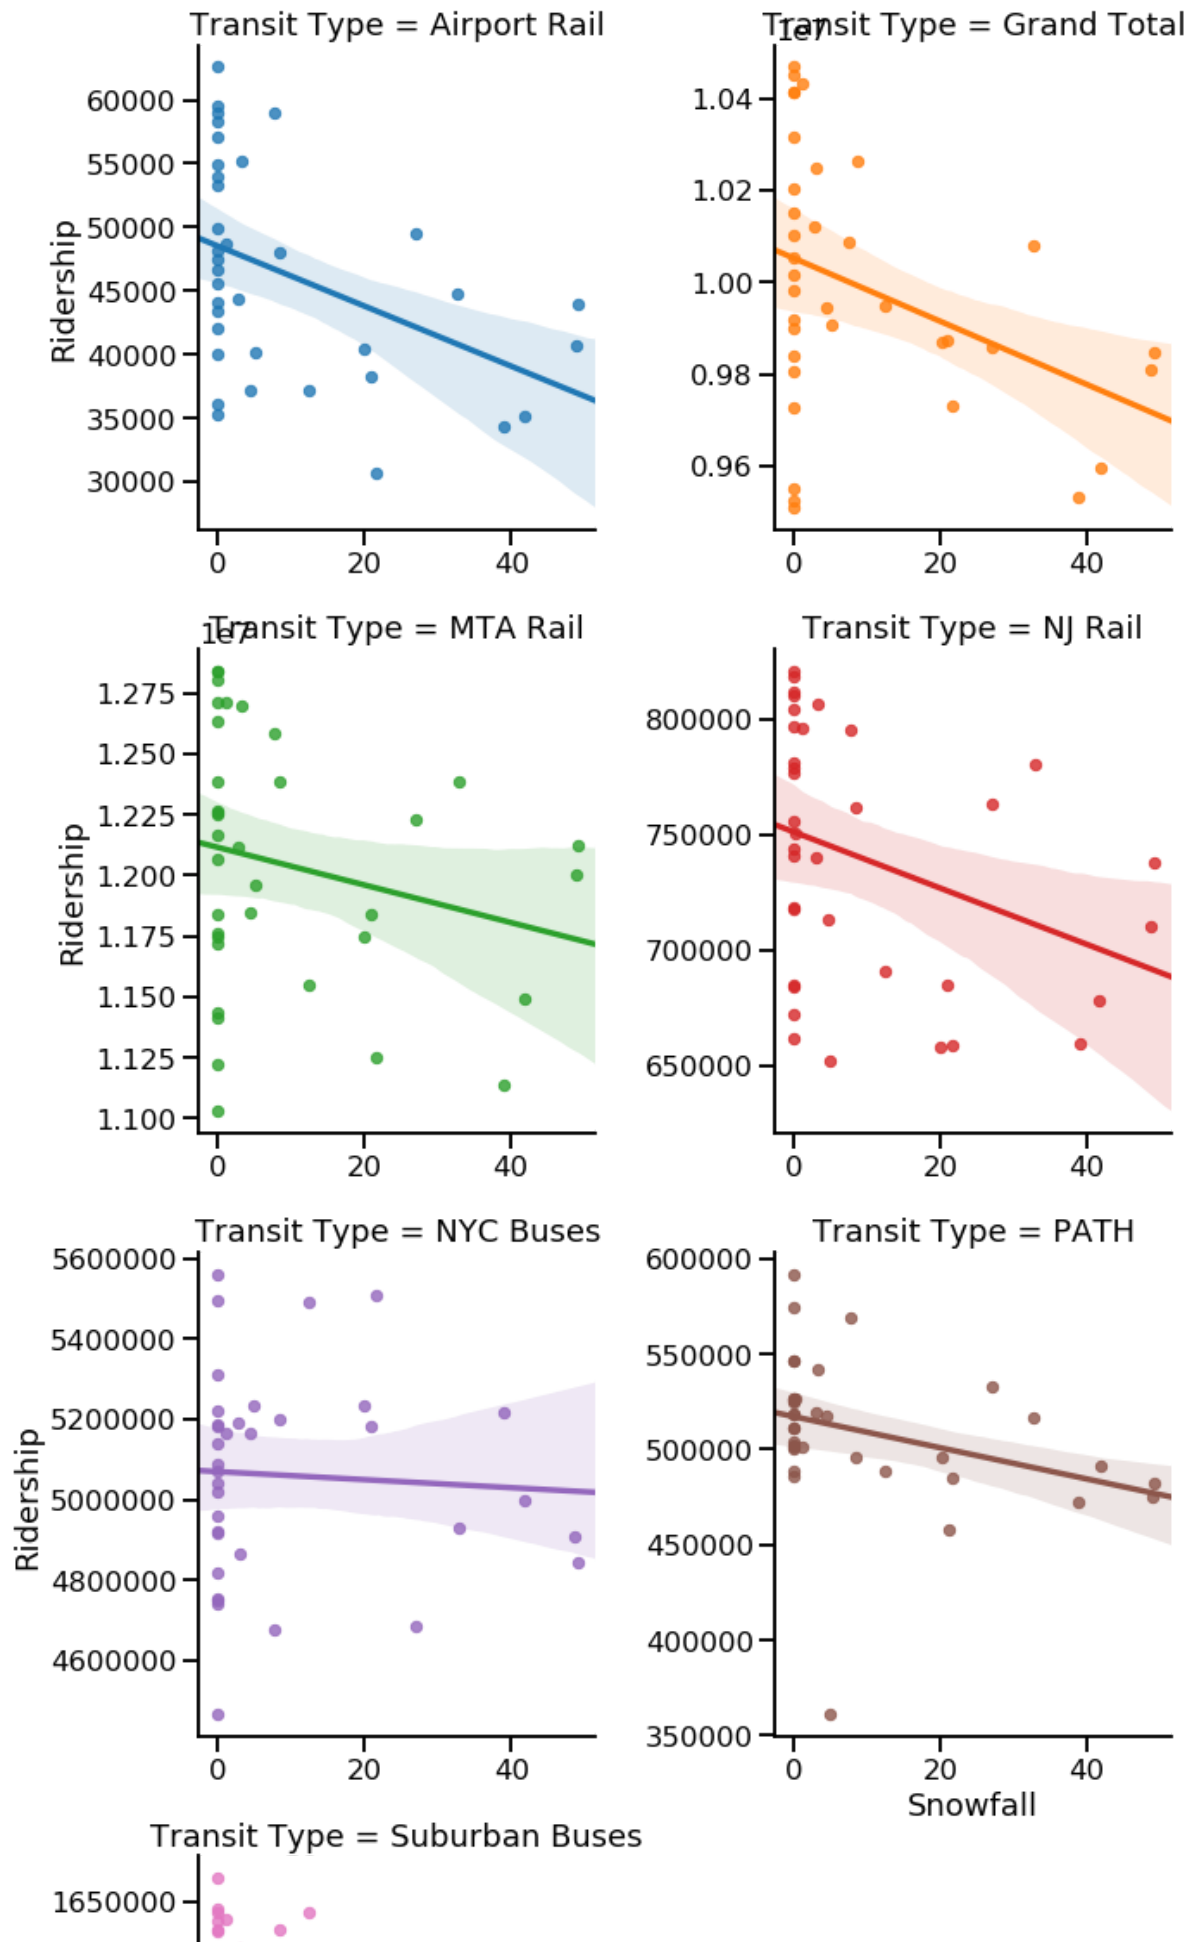 Transit Type = Airport Rail
60000
55000
50000
45000
40000
35000
30000
Ridership
0 20 40
Transit Type = Grand Total
1e7
1.04
1.02
1.00
0.98
0.96
0 20 40
Transit Type = MTA Rail
1e7
1.275
1.250
1.225
1.200
1.175
1.150
1.125
1.100
Ridership
0 20 40
Transit Type = NJ Rail
800000
750000
700000
650000
0 20 40
Transit Type = NYC Buses
5600000
5400000
5200000
5000000
4800000
4600000
Ridership
0 20 40
Transit Type = PATH
600000
550000
500000
450000
400000
350000
0 20 40
Snowfall
Transit Type = Suburban Buses
1650000